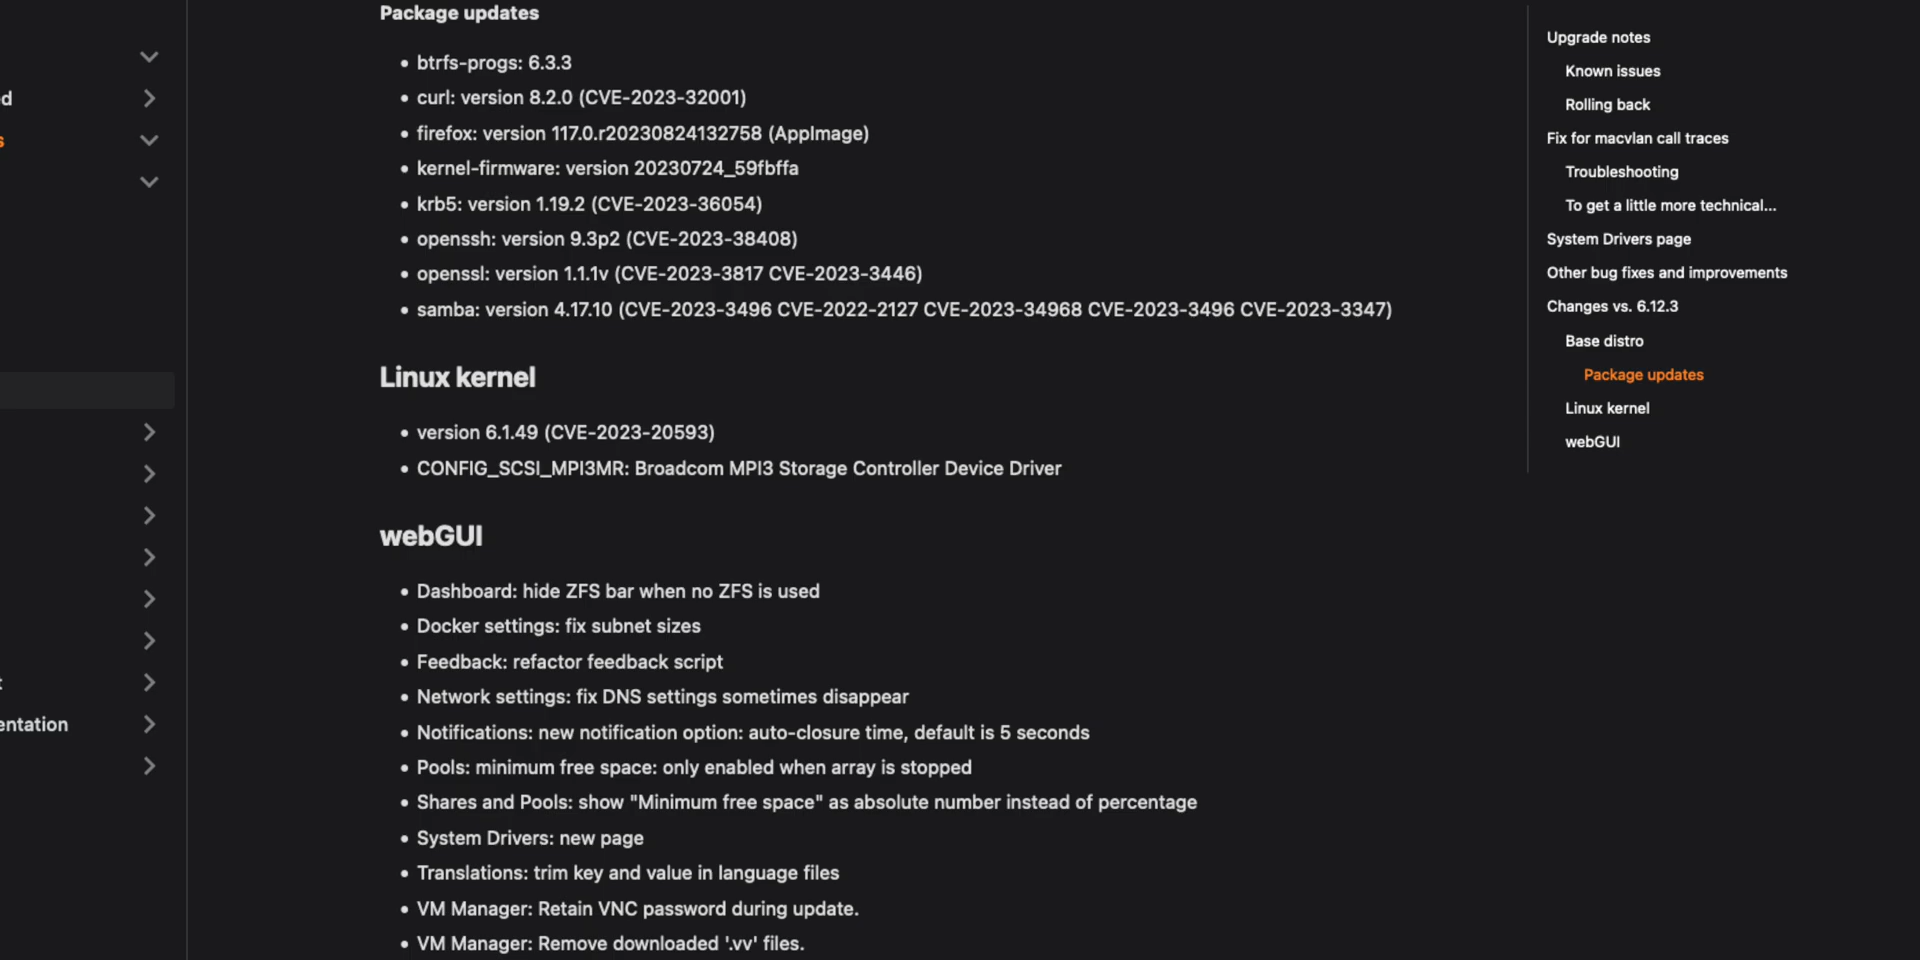 Package updates
btrfs-progs: 6.3.3
curl: version 8.2.0 (CVE-2023-32001)
firefox: version 117.0.r20230824132758 (AppImage)
kernel-firmware: version 20230724_59fbffa
krb5: version 1.19.2 (CVE-2023-36054)
openssh: version 9.3p2 (CVE-2023-38408)
openssl: version 1.1.1v (CVE-2023-3817 CVE-2023-3446)
samba: version 4.17.10 (CVE-2023-3496 CVE-2022-2127 CVE-2023-34968 CVE-2023-3496 CVE-2023-3347)
Linux kernel
version 6.1.49 (CVE-2023-20593)
CONFIG_SCSI_MPI3MR: Broadcom MPI3 Storage Controller Device Driver
webGUI
Dashboard: hide ZFS bar when no ZFS is used
Docker settings: fix subnet sizes
Feedback: refactor feedback script
Network settings: fix DNS settings sometimes disappear
Notifications: new notification option: auto-closure time, default is 5 seconds
Pools: minimum free space: only enabled when array is stopped
Shares and Pools: show "Minimum free space" as absolute number instead of percentage
System Drivers: new page
Translations: trim key and value in language files
VM Manager: Retain VNC password during update.
VM Manager: Remove downloaded '.vv' files.
Upgrade notes
Known issues
Rolling back
Fix for macvlan call traces
Troubleshooting
To get a little more technical...
System Drivers page
Other bug fixes and improvements
Changes vs. 6.12.3
Base distro
Package updates
Linux kernel
webGUI
d
s
entation